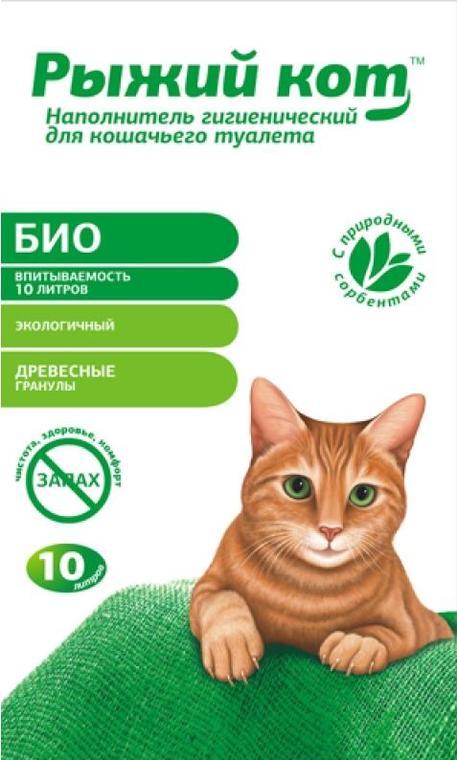 Рыжий кот™
Наполнитель гигиенический
для кошачьего туалета
БИО
ВПИТЫВАЕМОСТЬ
10 ЛИТРОВ
ЭКОЛОГИЧНЫЙ
ДРЕВЕСНЫЕ
ГРАНУЛЫ
С природными
сорбентами
чистота, здоровье, комфорт
ЗАПАХ
10
литров